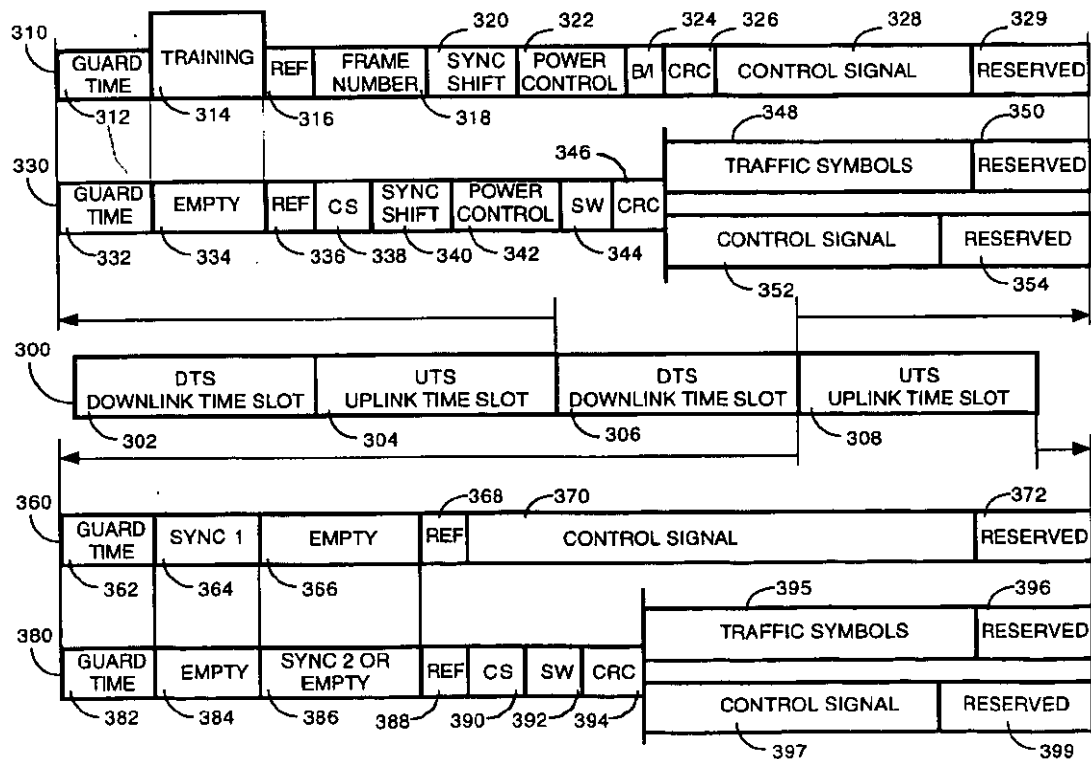 320 322 324 326 328 329
310
GUARD TIME TRAINING REF FRAME NUMBER SYNC SHIFT POWER CONTROL B/I CRC CONTROL SIGNAL RESERVED
312 314 316 318
348 350
346 TRAFFIC SYMBOLS RESERVED
330
GUARD TIME EMPTY REF CS SYNC SHIFT POWER CONTROL SW CRC
CONTROL SIGNAL RESERVED
332 334 336 338 340 342 344
352 354
300
DTS DOWNLINK TIME SLOT UTS UPLINK TIME SLOT DTS DOWNLINK TIME SLOT UTS UPLINK TIME SLOT
302 304 306 308
360 368 370 372
GUARD TIME SYNC 1 EMPTY REF CONTROL SIGNAL RESERVED
362 364 366
395 396
TRAFFIC SYMBOLS RESERVED
380
GUARD TIME EMPTY SYNC 2 OR EMPTY REF CS SW CRC
CONTROL SIGNAL RESERVED
382 384 386 388 390 392 394
397 399